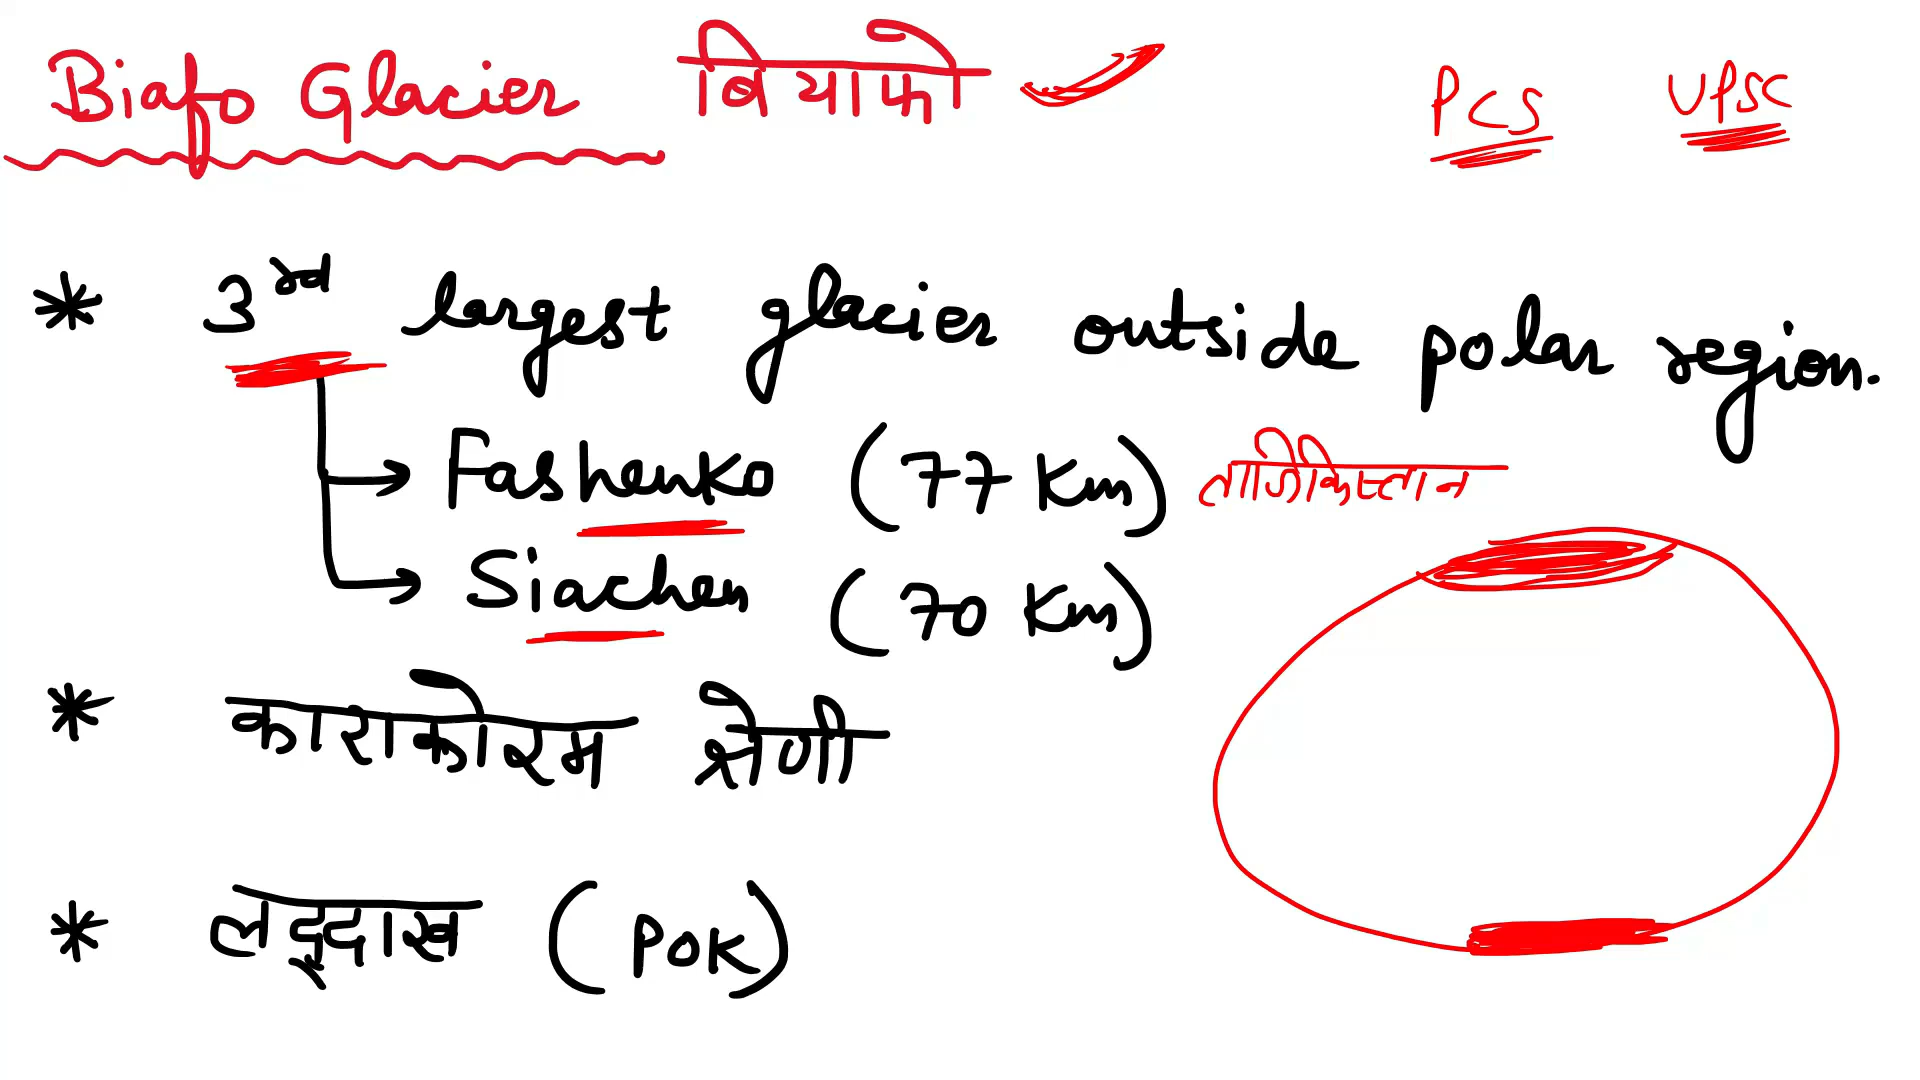 Biafo Glacier बियाफो PCS UPSC
* 3rd largest glacier outside polar region.
→ Fashenko (77 Km) ताजिकिस्तान
→ Siachen (70 Km)
* काराकोरम श्रेणी
* लद्दाख (POK)